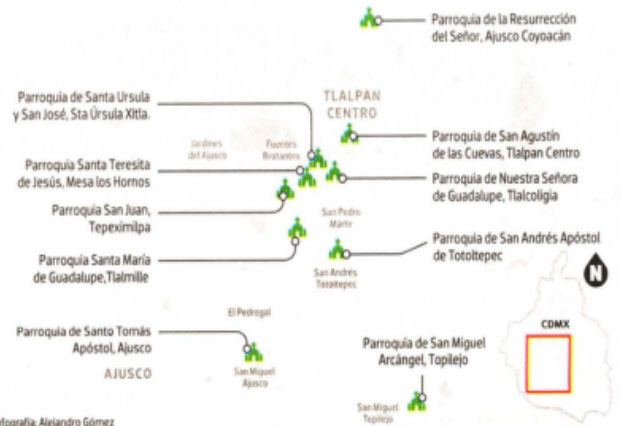 Parroquia de la Resurrección
del Señor, Ajusco Coyoacán
Parroquia de Santa Ursula
y San José, Sta Úrsula Xitla.
TLALPAN
CENTRO
Jardines
del Ajusco
Fuentes
Brotantes
Parroquia de San Agustín
de las Cuevas, Tlalpan Centro
Parroquia Santa Teresita
de Jesús, Mesa los Hornos
Parroquia de Nuestra Señora
de Guadalupe, Tlalcoligia
Parroquia San Juan,
Tepeximilpa
San Pedro
Martir
Parroquia Santa María
de Guadalupe,Tlalmille
Parroquia de San Andrés Apóstol
de Totoltepec
San Andrés
Totoltepec
N
El Pedregal
CDMX
Parroquia de Santo Tomás
Apóstol, Ajusco
AJUSCO
San Miguel
Ajusco
Parroquia de San Miguel
Arcángel, Topilejo
San Miguel
Topilejo
nfografía: Alejandro Gómez